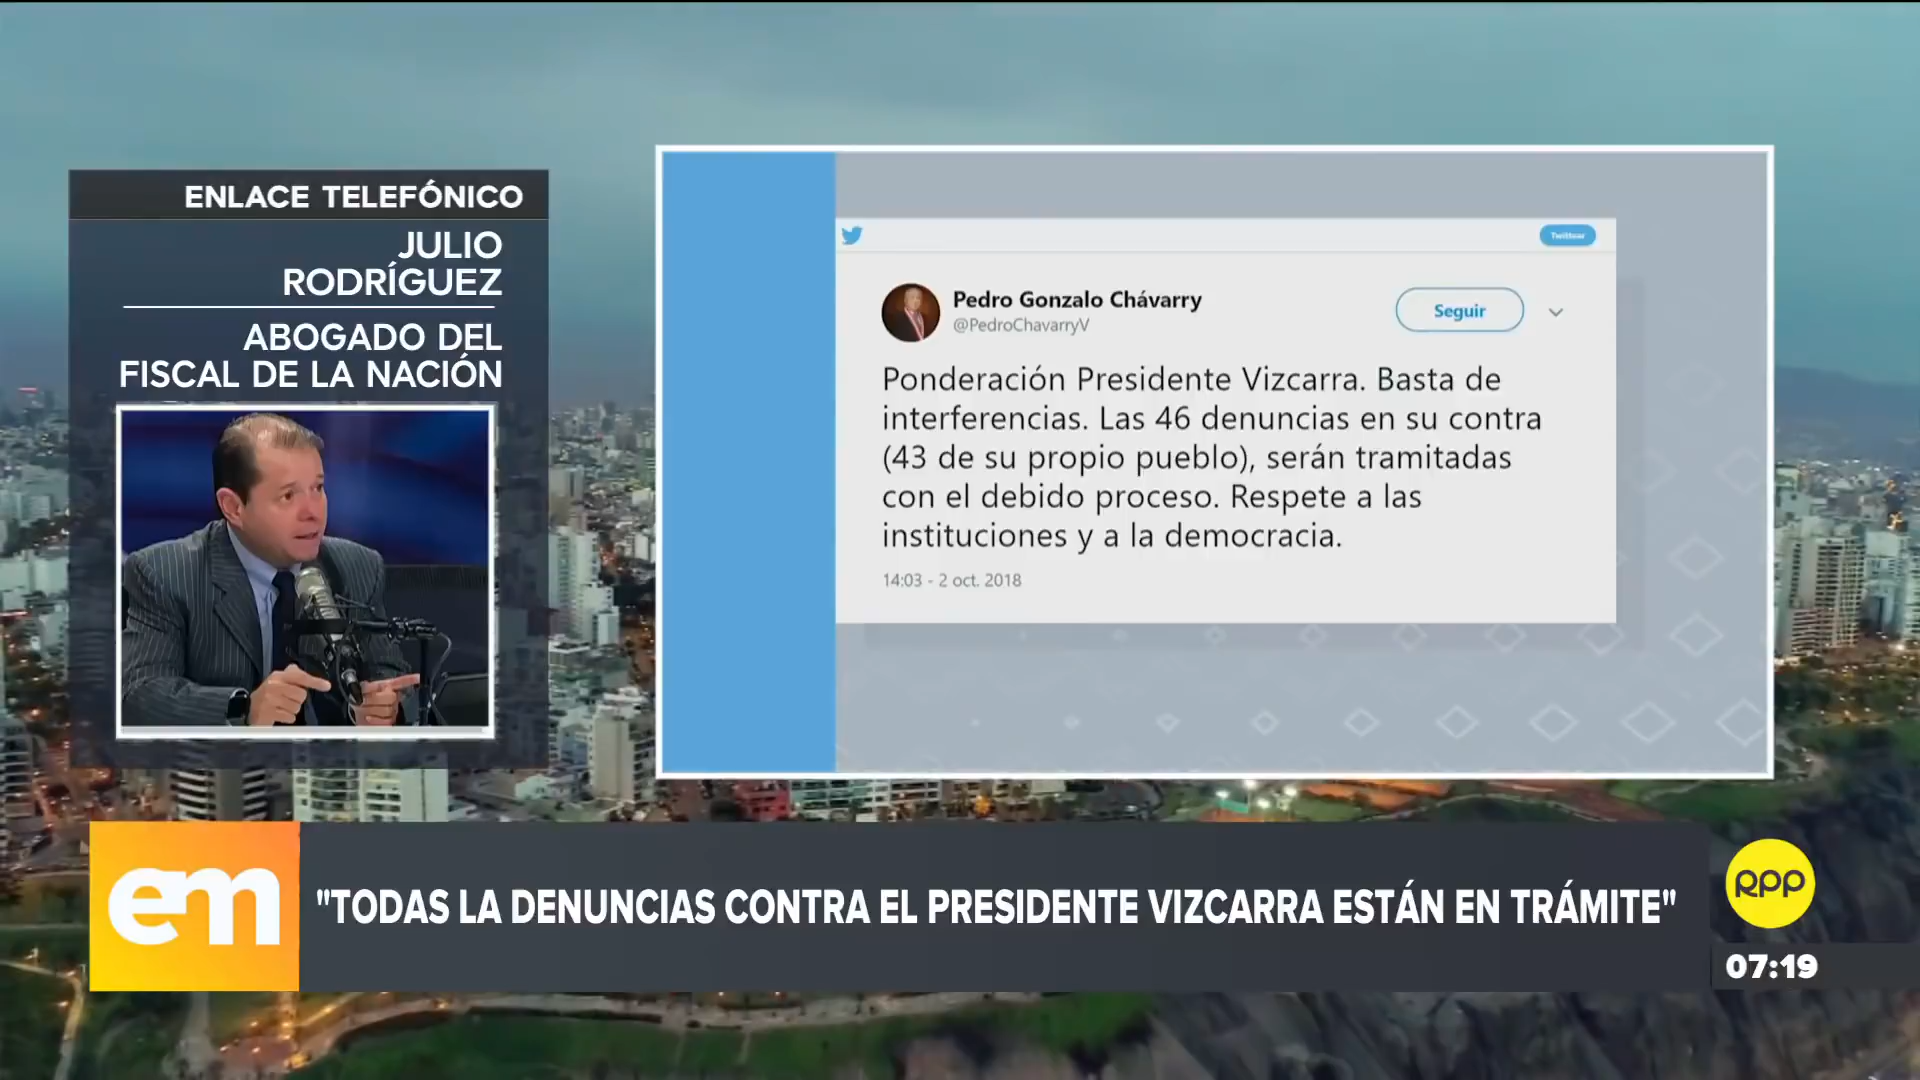 ENLACE TELEFÓNICO
JULIO
RODRÍGUEZ
ABOGADO DEL
FISCAL DE LA NACIÓN
Twittear
Pedro Gonzalo Chávarry
@PedroChavarryV
Seguir
Ponderación Presidente Vizcarra. Basta de
interferencias. Las 46 denuncias en su contra
(43 de su propio pueblo), serán tramitadas
con el debido proceso. Respete a las
instituciones y a la democracia.
14:03 - 2 oct. 2018
em
"TODAS LA DENUNCIAS CONTRA EL PRESIDENTE VIZCARRA ESTÁN EN TRÁMITE"
rpp
07:19